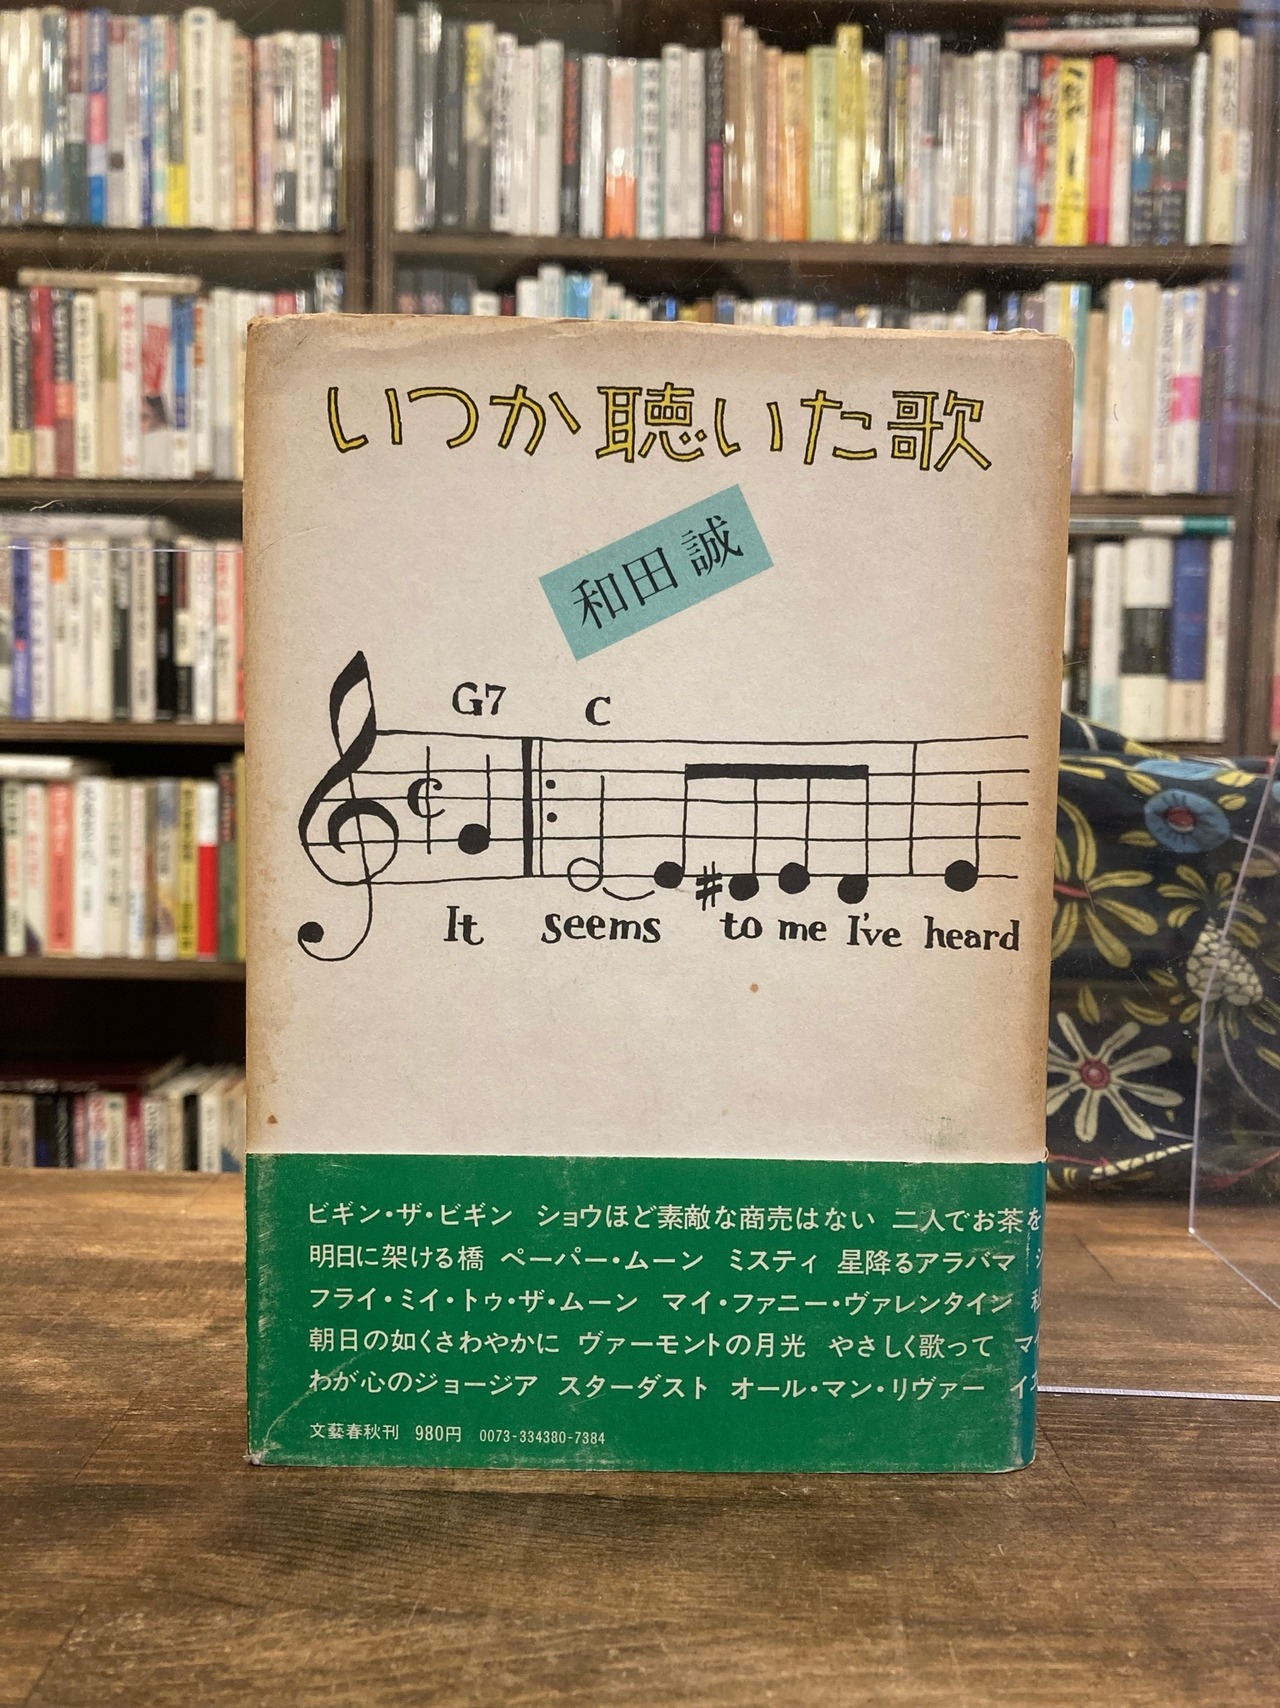 いつか聴いた歌
和田誠
G7 C
It seems to me I've heard
ビギン・ザ・ビギン ショウほど素敵な商売はない 二人でお茶を
明日に架ける橋 ペーパー・ムーン ミスティ 星降るアラバマ
フライ・ミイ・トゥ・ザ・ムーン マイ・ファニー・ヴァレンタイン 私
朝日の如くさわやかに ヴァーモントの月光 やさしく歌って マイ
わが心のジョージア スターダスト オール・マン・リヴァー イエ
文藝春秋刊 980円 0073-334380-7384